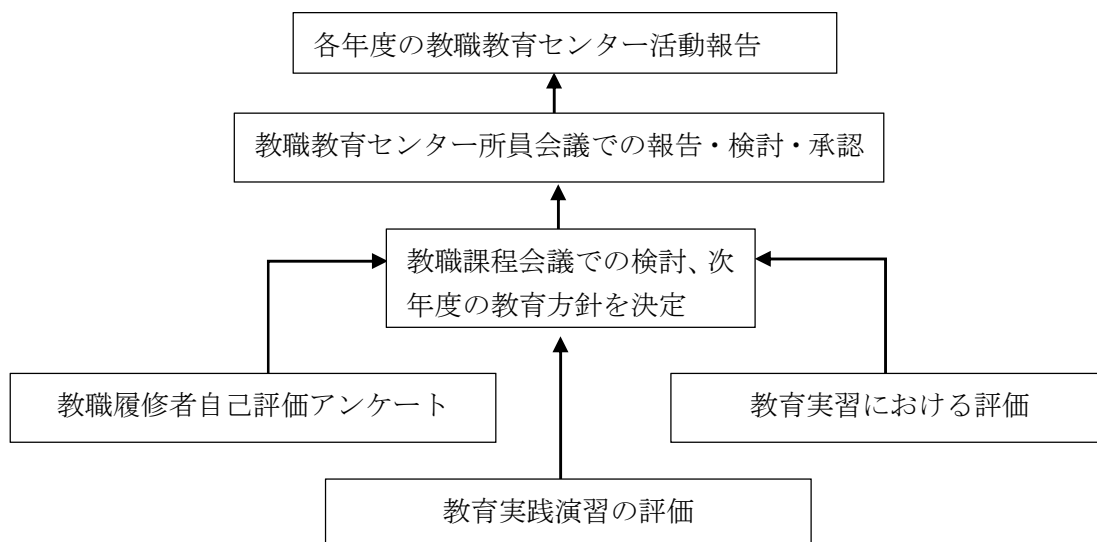 各年度の教職教育センター活動報告
教職教育センター所員会議での報告・検討・承認
教職課程会議での検討、次
年度の教育方針を決定
教職履修者自己評価アンケート
教育実習における評価
教育実践演習の評価